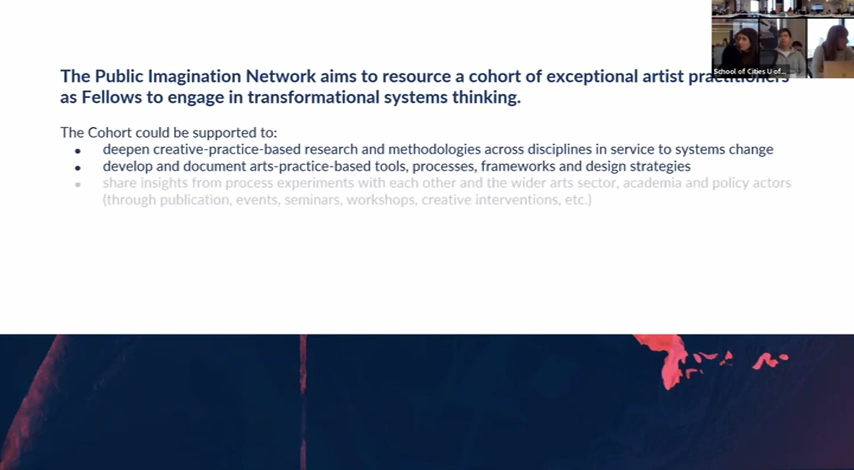 The Public Imagination Network aims to resource a cohort of exceptional artist practitioners
as Fellows to engage in transformational systems thinking.
The Cohort could be supported to:
• deepen creative-practice-based research and methodologies across disciplines in service to systems change
• develop and document arts-practice-based tools, processes, frameworks and design strategies
• share insights from process experiments with each other and the wider arts sector, academia and policy actors
(through publication, events, seminars, workshops, creative interventions, etc.)
School of Cities U of...